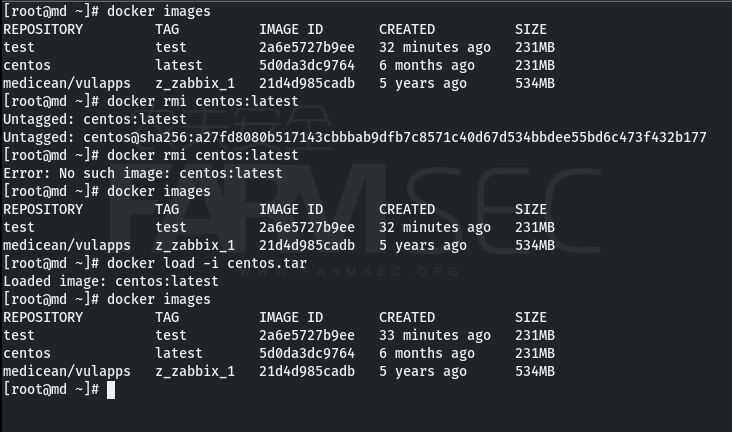 [root@md ~]# docker images
REPOSITORY TAG IMAGE ID CREATED SIZE
test test 2a6e5727b9ee 32 minutes ago 231MB
centos latest 5d0da3dc9764 6 months ago 231MB
medicean/vulapps z_zabbix_1 21d4d985cadb 5 years ago 534MB
[root@md ~]# docker rmi centos:latest
Untagged: centos:latest
Untagged: centos@sha256:a27fd8080b517143cbbbab9dfb7c8571c40d67d534bbdee55bd6c473f432b177
[root@md ~]# docker rmi centos:latest
Error: No such image: centos:latest
[root@md ~]# docker images
REPOSITORY TAG IMAGE ID CREATED SIZE
test test 2a6e5727b9ee 32 minutes ago 231MB
medicean/vulapps z_zabbix_1 21d4d985cadb 5 years ago 534MB
[root@md ~]# docker load -i centos.tar
Loaded image: centos:latest
[root@md ~]# docker images
REPOSITORY TAG IMAGE ID CREATED SIZE
test test 2a6e5727b9ee 33 minutes ago 231MB
centos latest 5d0da3dc9764 6 months ago 231MB
medicean/vulapps z_zabbix_1 21d4d985cadb 5 years ago 534MB
[root@md ~]#
FARMSEC
WWW.FARMSEC.ORG